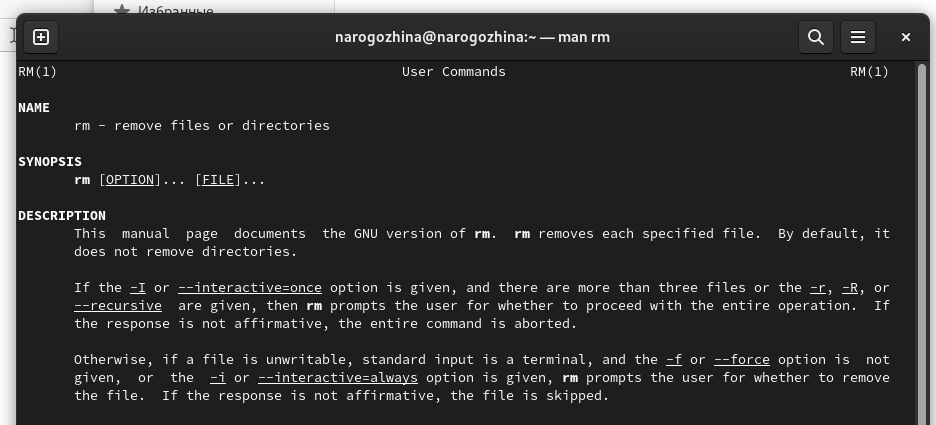 Избранные
narogozhina@narogozhina:~ — man rm
RM(1) User Commands RM(1)
NAME
rm - remove files or directories
SYNOPSIS
rm [OPTION]... [FILE]...
DESCRIPTION
This manual page documents the GNU version of rm. rm removes each specified file. By default, it
does not remove directories.
If the -I or --interactive=once option is given, and there are more than three files or the -r, -R, or
--recursive are given, then rm prompts the user for whether to proceed with the entire operation. If
the response is not affirmative, the entire command is aborted.
Otherwise, if a file is unwritable, standard input is a terminal, and the -f or --force option is not
given, or the -i or --interactive=always option is given, rm prompts the user for whether to remove
the file. If the response is not affirmative, the file is skipped.